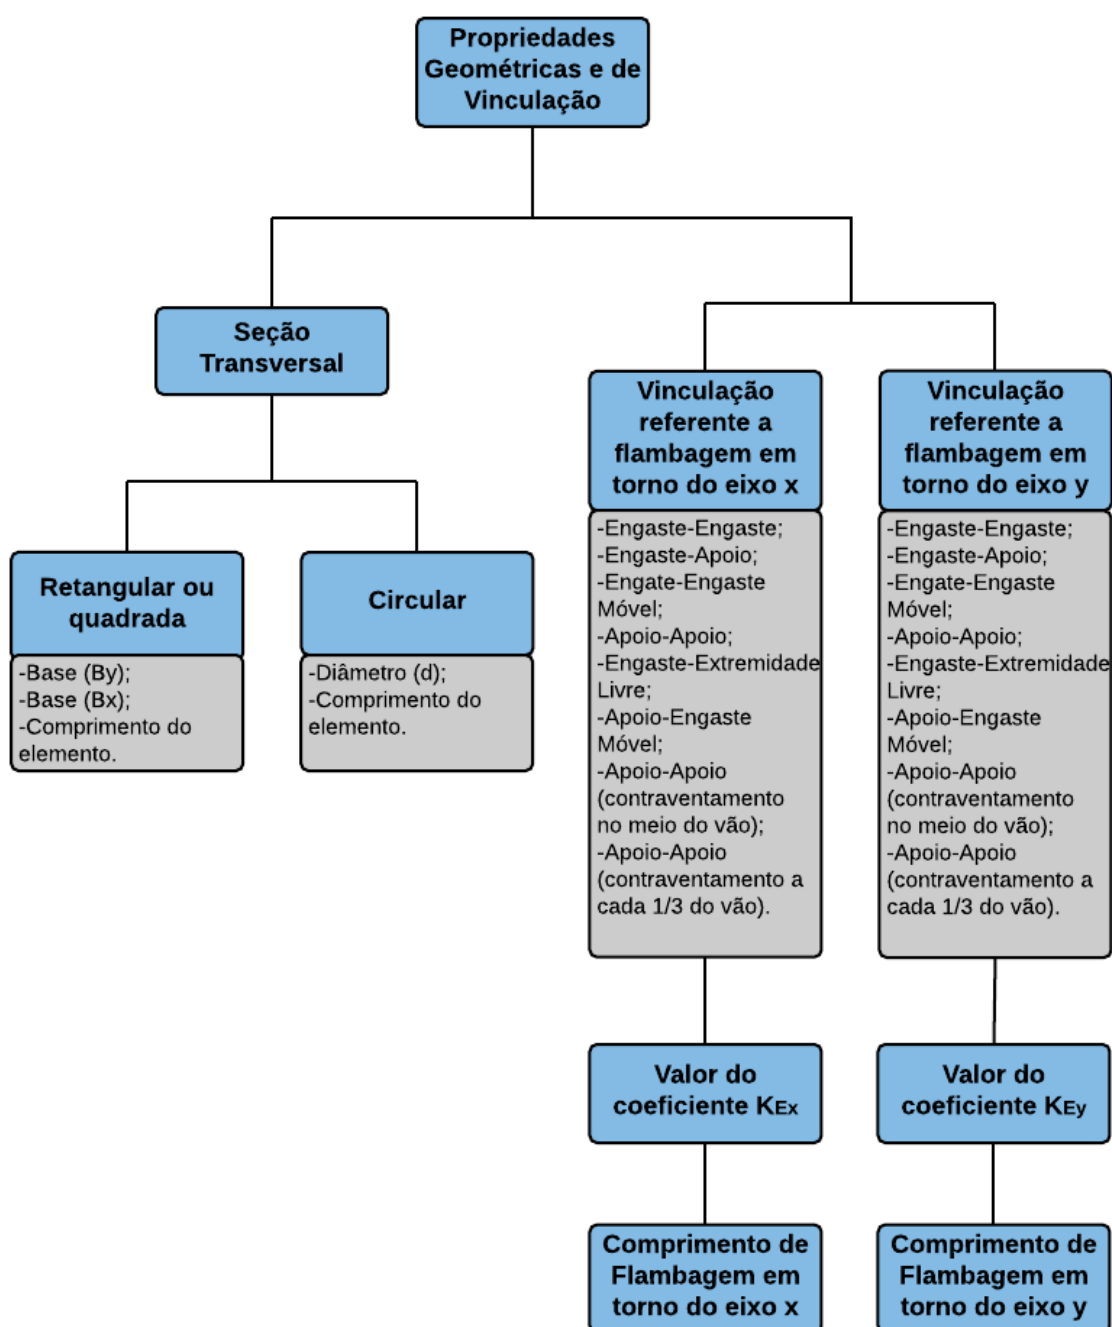 Propriedades
Geométricas e de
Vinculação
Seção
Transversal
Retangular ou
quadrada
-Base (By);
-Base (Bx);
-Comprimento do
elemento.
Circular
-Diâmetro (d);
-Comprimento do
elemento.
Vinculação
referente a
flambagem em
torno do eixo x
-Engaste-Engaste;
-Engaste-Apoio;
-Engate-Engaste
Móvel;
-Apoio-Apoio;
-Engaste-Extremidade
Livre;
-Apoio-Engaste
Móvel;
-Apoio-Apoio
(contraventamento
no meio do vão);
-Apoio-Apoio
(contraventamento a
cada 1/3 do vão).
Valor do
coeficiente KEx
Comprimento de
Flambagem em
torno do eixo x
Vinculação
referente a
flambagem em
torno do eixo y
-Engaste-Engaste;
-Engaste-Apoio;
-Engate-Engaste
Móvel;
-Apoio-Apoio;
-Engaste-Extremidade
Livre;
-Apoio-Engaste
Móvel;
-Apoio-Apoio
(contraventamento
no meio do vão);
-Apoio-Apoio
(contraventamento a
cada 1/3 do vão).
Valor do
coeficiente KEy
Comprimento de
Flambagem em
torno do eixo y